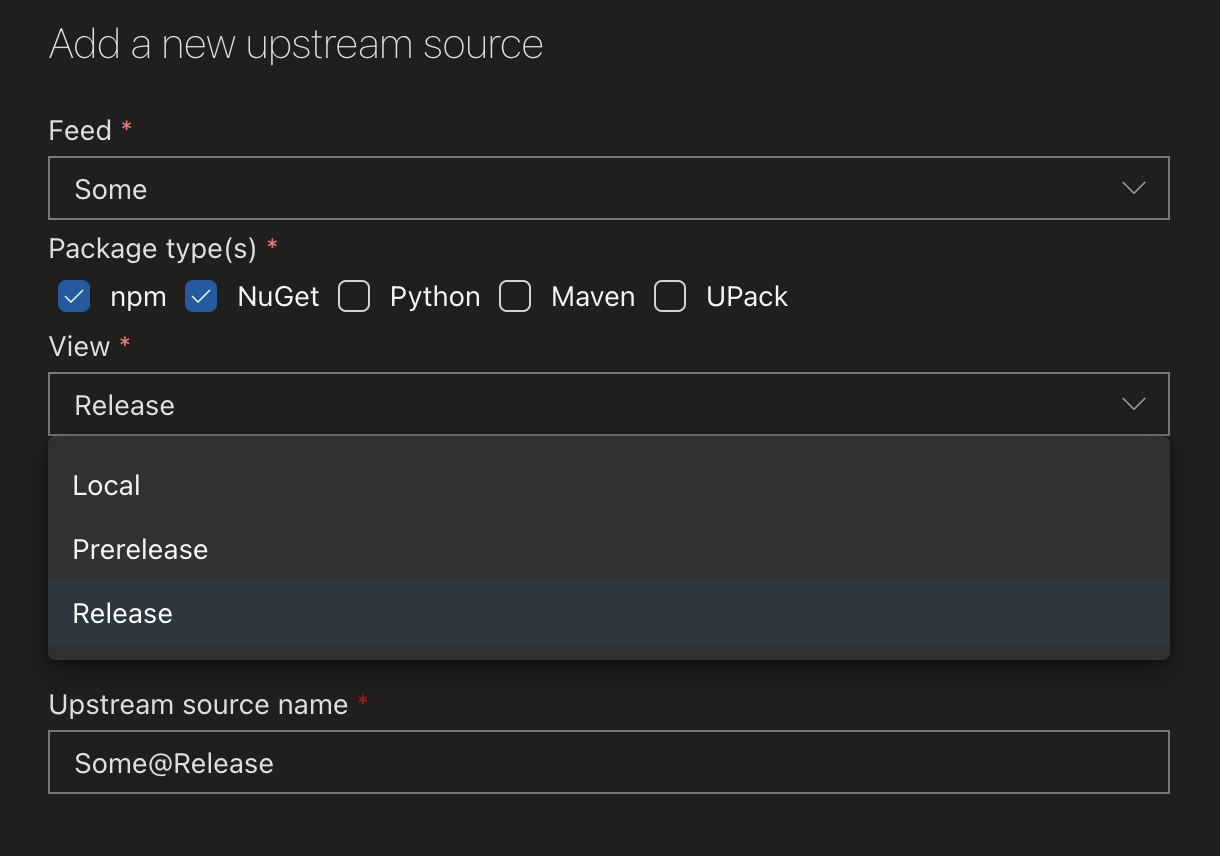 Add a new upstream source
Feed *
Some
Package type(s) *
npm NuGet Python Maven UPack
View *
Release
Local
Prerelease
Release
Upstream source name *
Some@Release